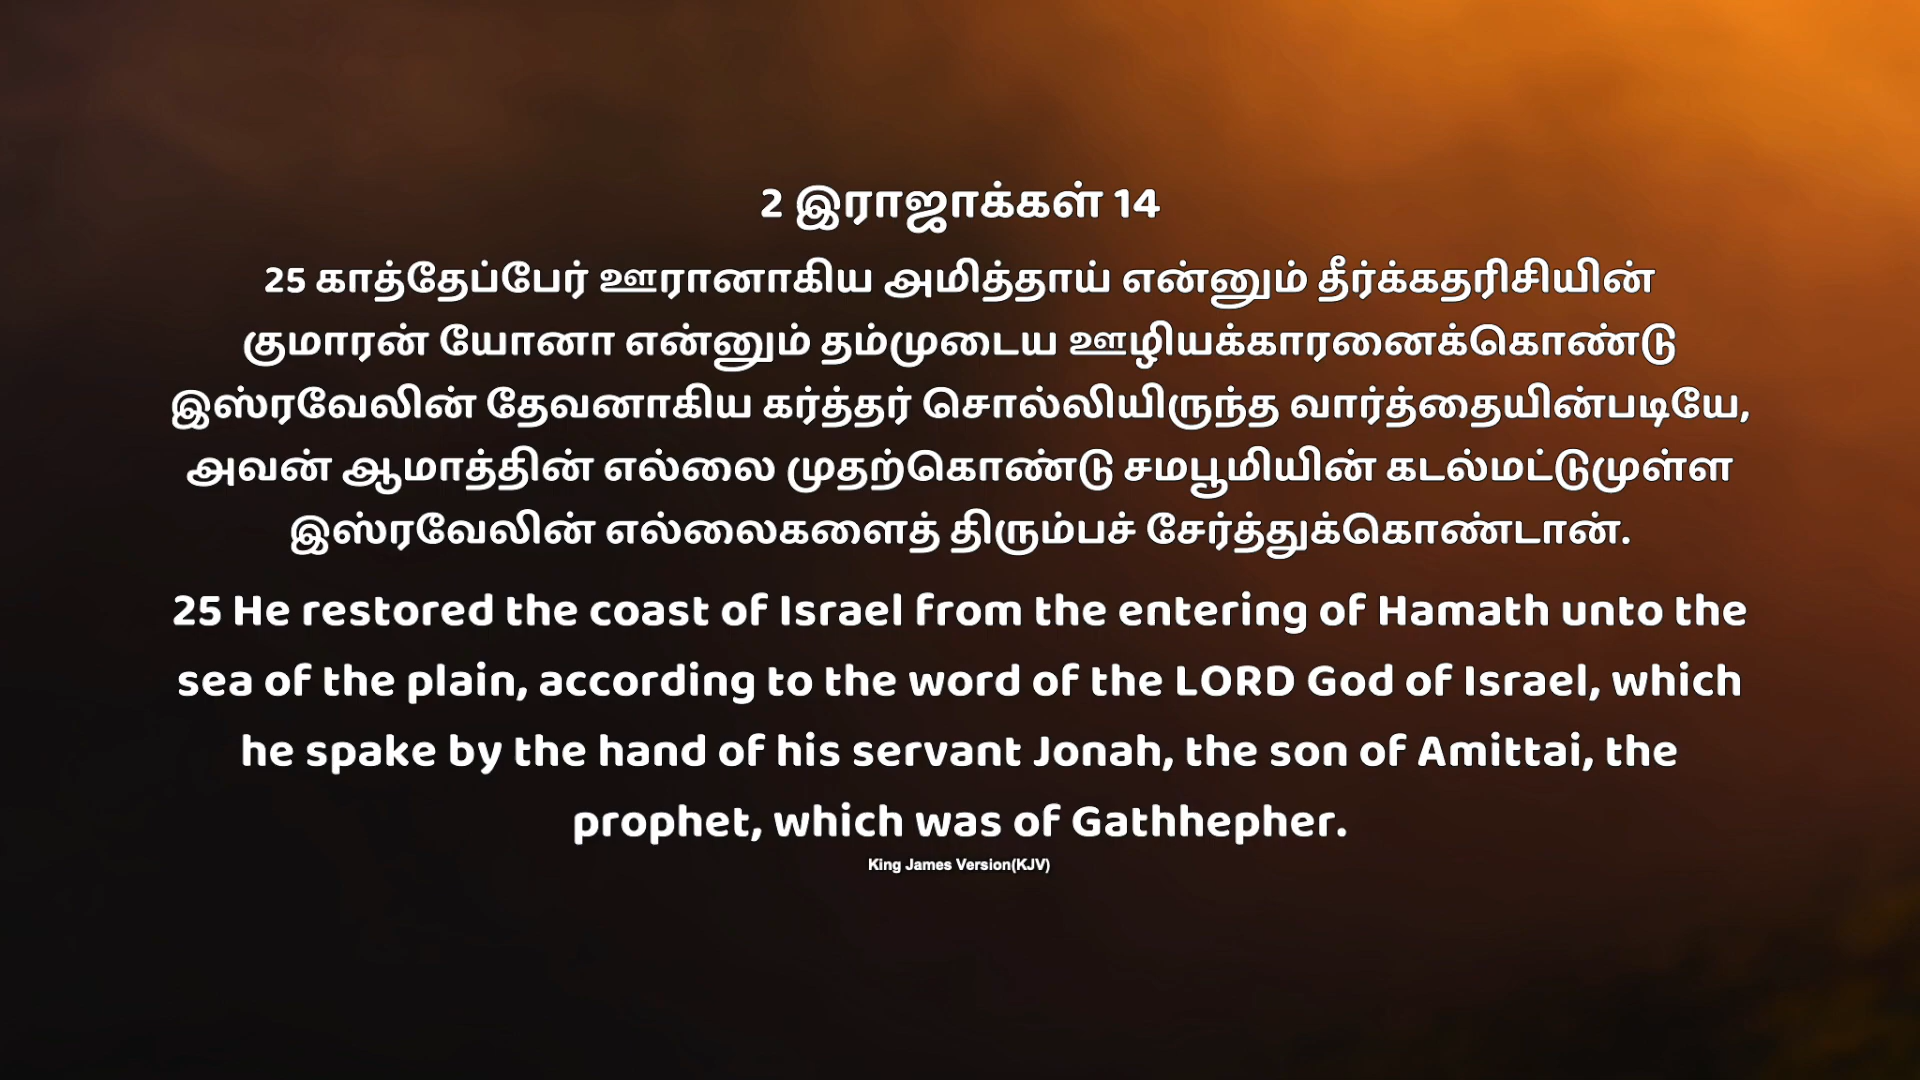 2 இராஜாக்கள் 14
25 காத்தேப்பேர் ஊரானாகிய அமித்தாய் என்னும் தீர்க்கதரிசியின்
குமாரன் யோனா என்னும் தம்முடைய ஊழியக்காரனைக்கொண்டு
இஸ்ரவேலின் தேவனாகிய கர்த்தர் சொல்லியிருந்த வார்த்தையின்படியே,
அவன் ஆமாத்தின் எல்லை முதற்கொண்டு சமபூமியின் கடல்மட்டுமுள்ள
இஸ்ரவேலின் எல்லைகளைத் திரும்பச் சேர்த்துக்கொண்டான்.
25 He restored the coast of Israel from the entering of Hamath unto the
sea of the plain, according to the word of the LORD God of Israel, which
he spake by the hand of his servant Jonah, the son of Amittai, the
prophet, which was of Gathhepher.
King James Version(KJV)